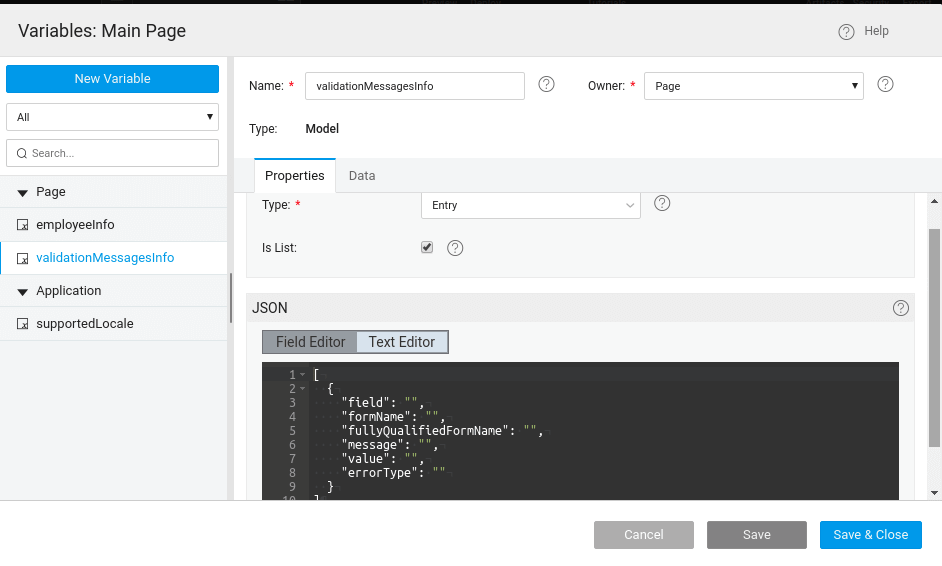 Variables: Main Page
Help
New Variable
All
Search...
Page
employeeInfo
validationMessagesInfo
Application
supportedLocale
Name: * validationMessagesInfo
Owner: * Page
Type: Model
Properties Data
Type: * Entry
Is List:
JSON
Field Editor Text Editor
1 [
2 {
3 "field": "",
4 "formName": "",
5 "fullyQualifiedFormName": "",
6 "message": "",
7 "value": "",
8 "errorType": ""
9 }
10 ]
Cancel Save Save & Close